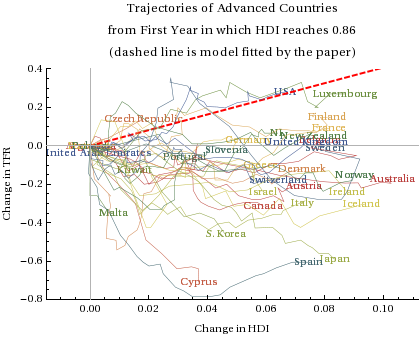 Trajectories of Advanced Countries
from First Year in which HDI reaches 0.86
(dashed line is model fitted by the paper)
0.4
USA
Luxembourg
0.2
Czech Republic
Finland
France
NL
New Zealand
Germany
United Kingdom
0.0
Sweden
United Arab Emirates
Slovenia
Portugal
Greece
Kuwait
Denmark
Norway
Switzerland
Australia
-0.2
Austria
Israel
Ireland
Canada
Italy
Iceland
Malta
-0.4
S. Korea
Spain
Japan
-0.6
Cyprus
-0.8
0.00
0.02
0.04
0.06
0.08
0.10
Change in TFR
Change in HDI